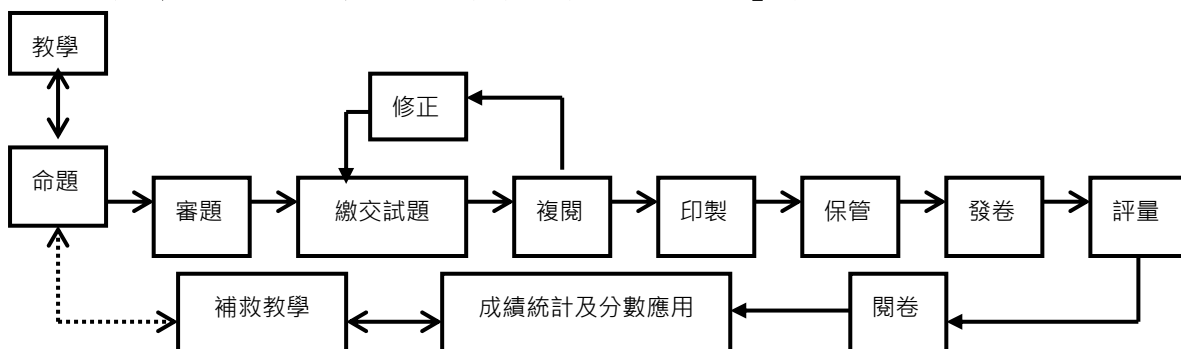 教學
修正
命題
審題
繳交試題
複閱
印製
保管
發卷
評量
補救教學
成績統計及分數應用
閱卷